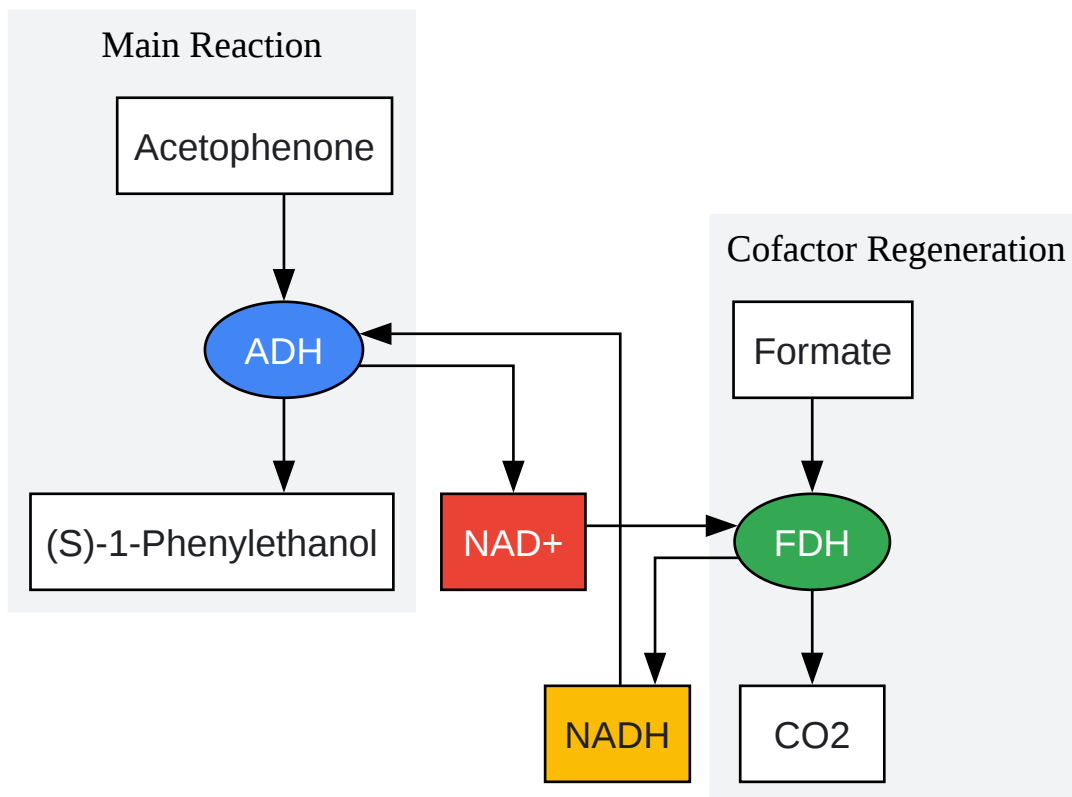 Main Reaction
Acetophenone
Cofactor Regeneration
ADH
Formate
(S)-1-Phenylethanol
NAD+
FDH
NADH
CO2